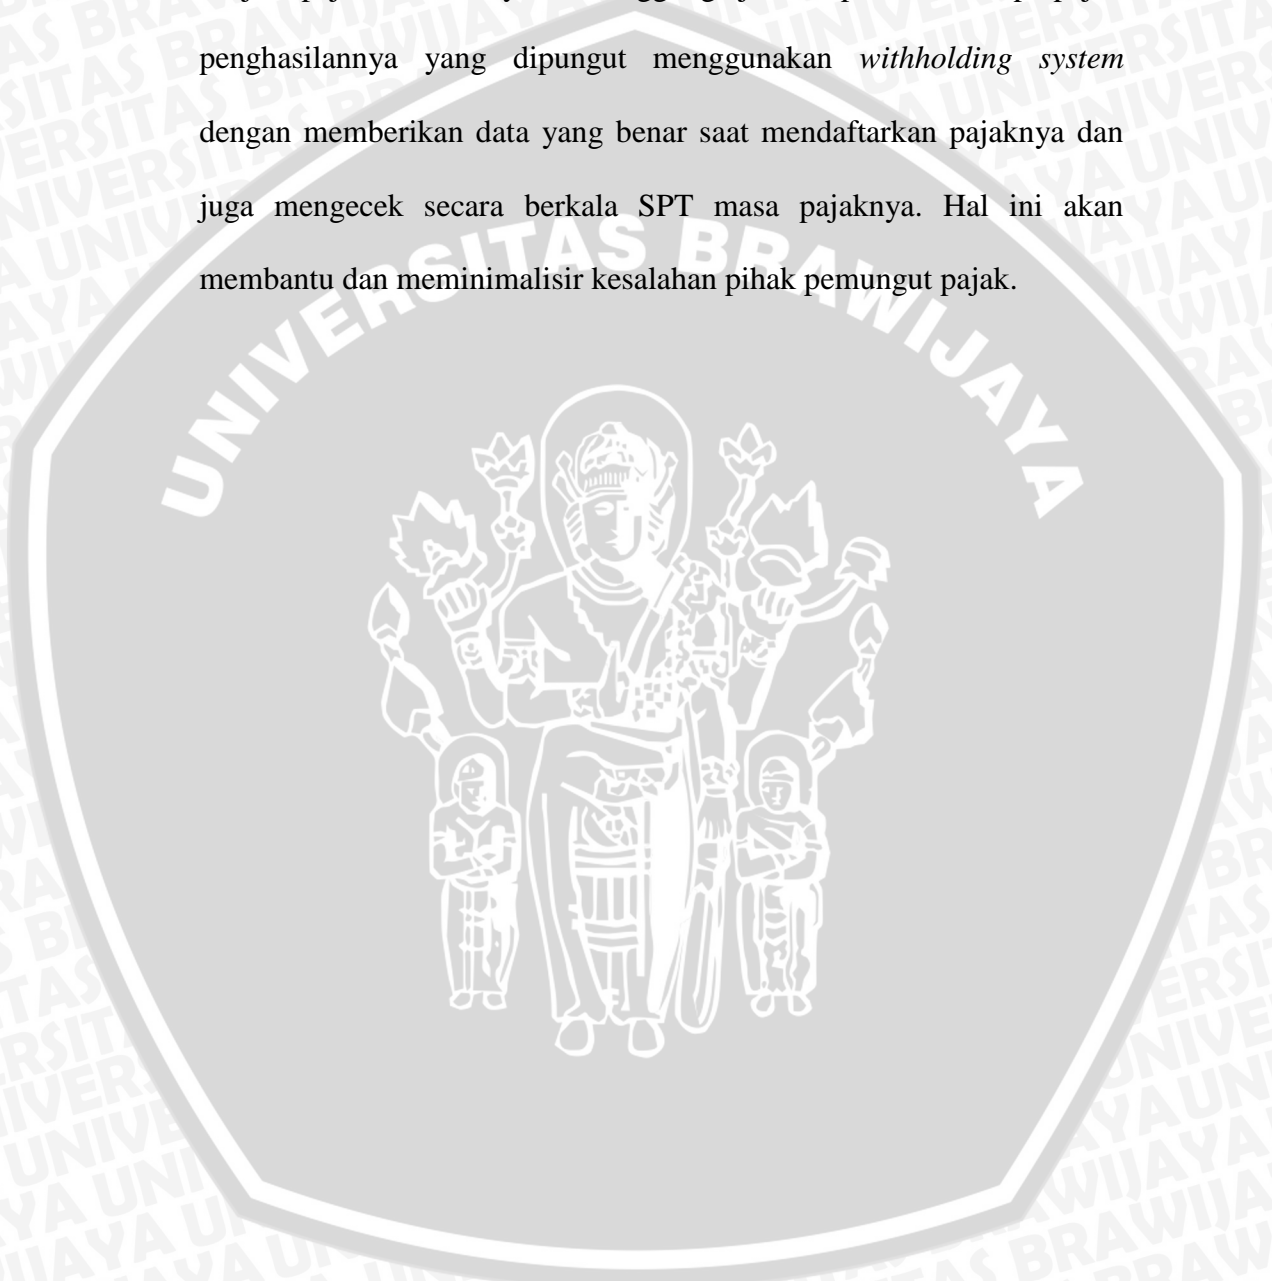 penghasilannya yang dipungut menggunakan withholding system
dengan memberikan data yang benar saat mendaftarkan pajaknya dan
juga mengecek secara berkala SPT masa pajaknya. Hal ini akan
membantu dan meminimalisir kesalahan pihak pemungut pajak.
UNIVERSITAS BRAWIJAYA